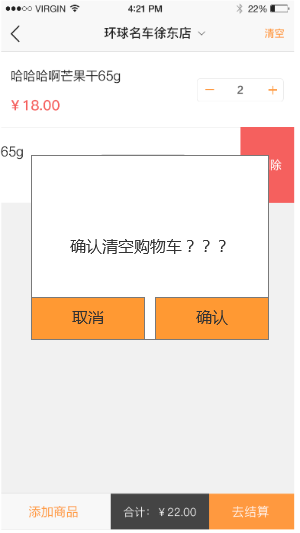 VIRGIN 4:21 PM 22%
环球名车徐东店 清空
哈哈哈啊芒果干65g
¥18.00 2
65g 除
确认清空购物车？？？
取消 确认
添加商品 合计：¥22.00 去结算